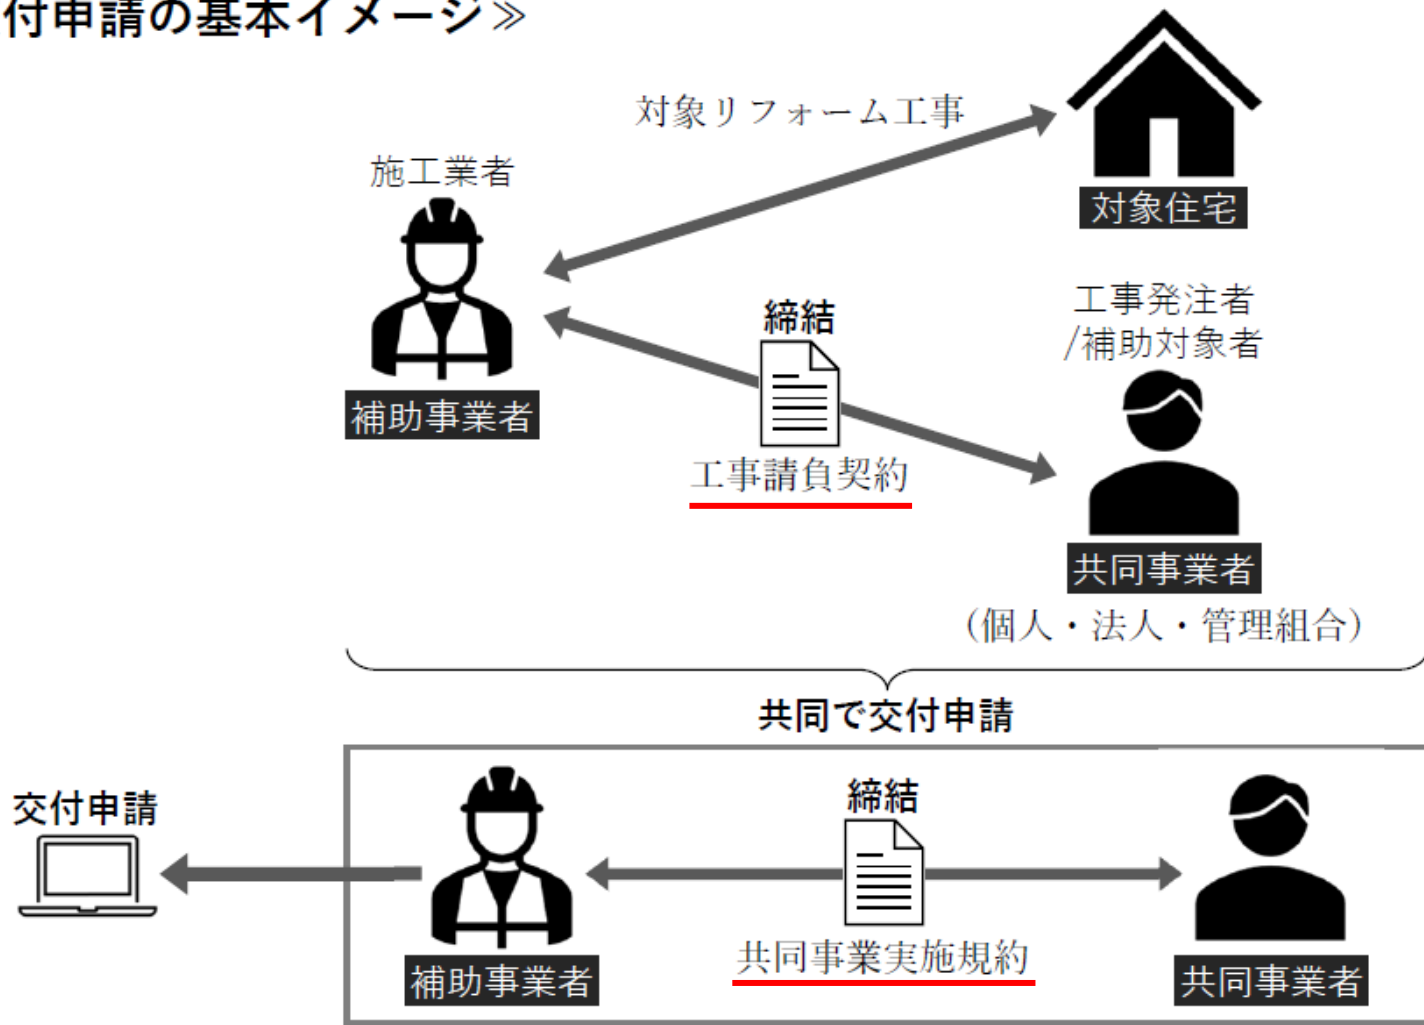 付申請の基本イメージ≫
対象リフォーム工事
対象住宅
施工業者
補助事業者
締結
工事請負契約
工事発注者
/補助対象者
共同事業者
（個人・法人・管理組合）
共同で交付申請
交付申請
補助事業者
締結
共同事業実施規約
共同事業者